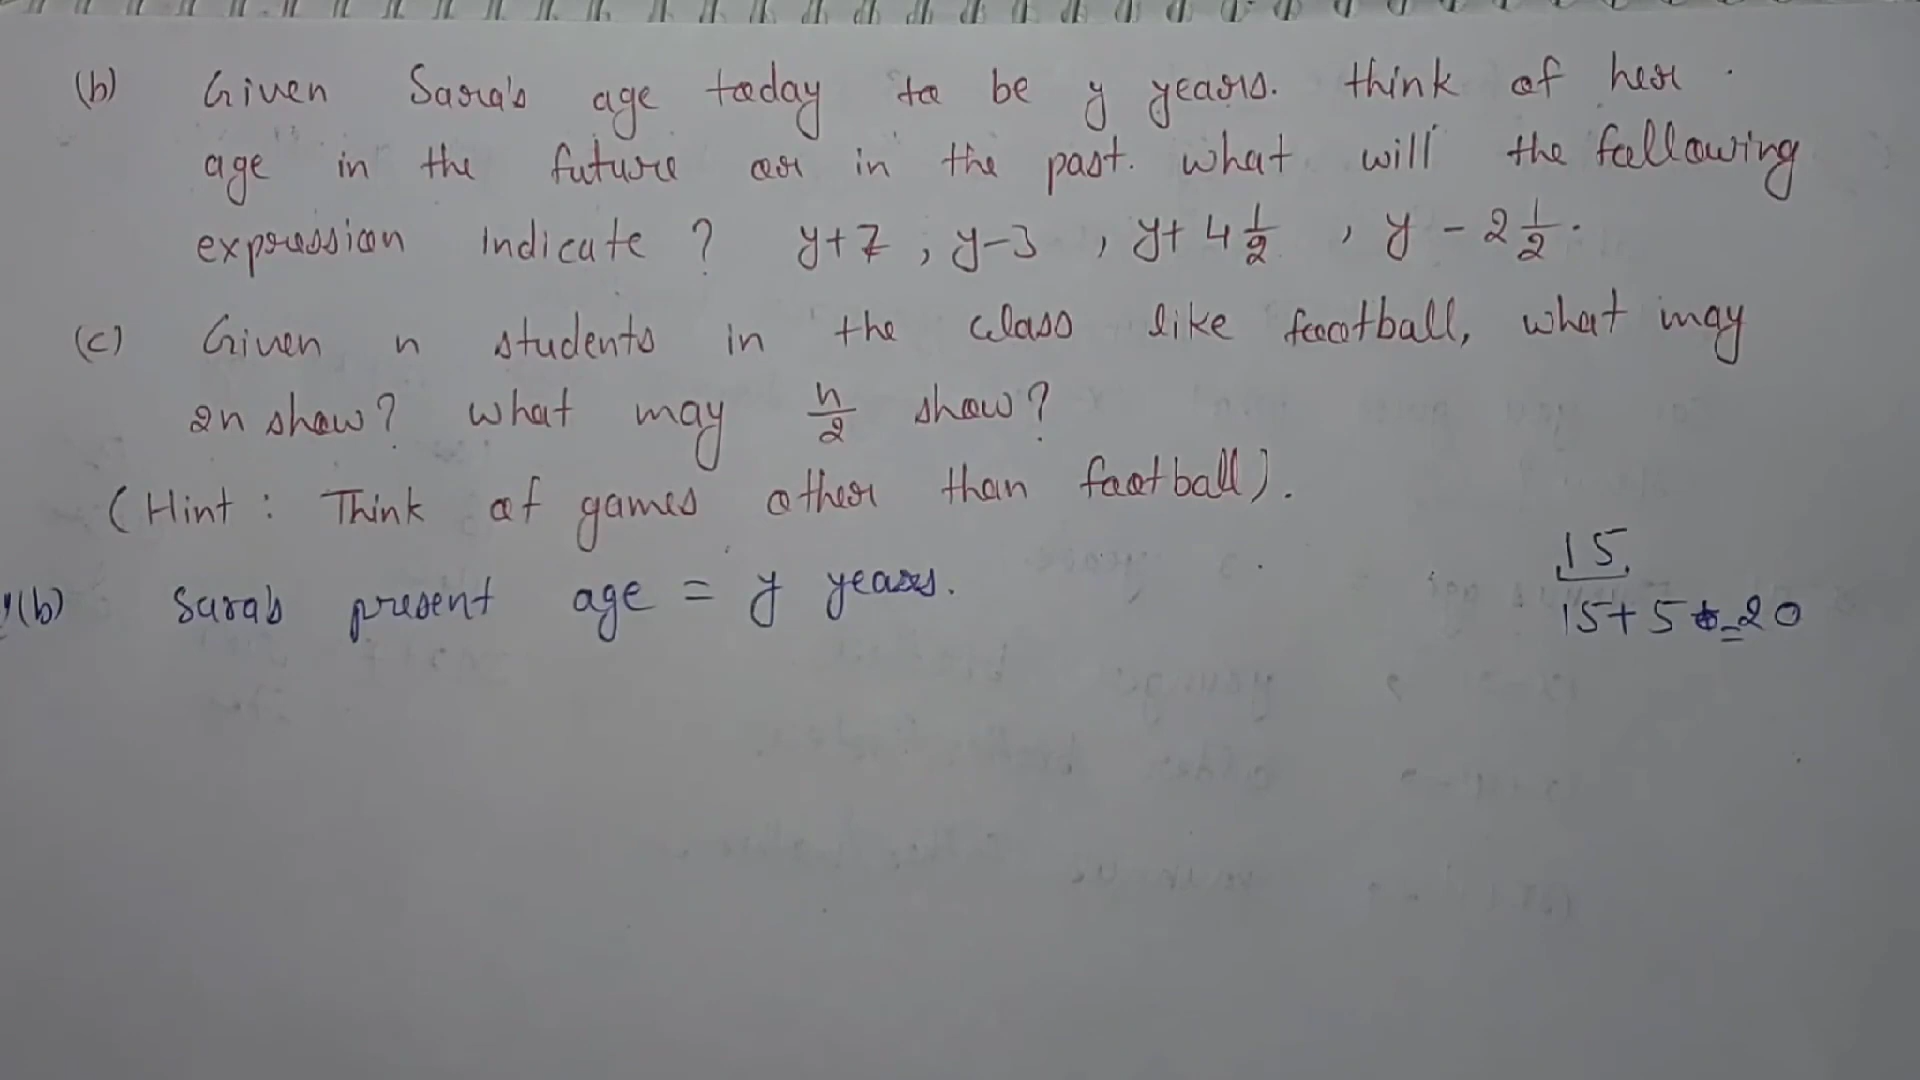 (b) Given Sara's age today to be y years. think of her
age in the future or in the past. what will the following
expression indicate ? y+7 , y-3 , y+ 4 1/2 , y - 2 1/2.
(c) Given n students in the class like football, what may
2n show? what may n/2 show?
(Hint : Think of games other than football).
(b) Sara's present age = y years.
15
15+5=20